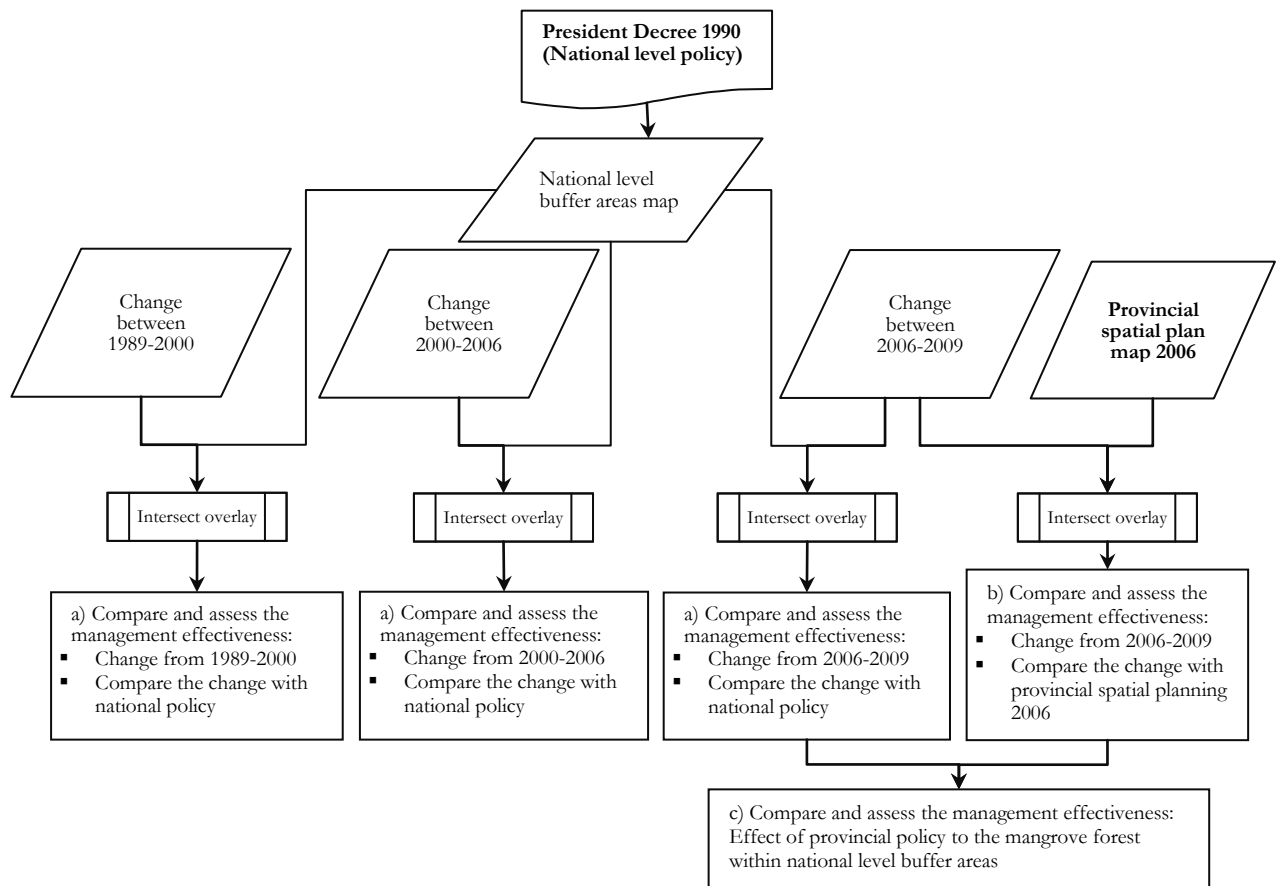 President Decree 1990
(National level policy)
National level
buffer areas map
Change
between
1989-2000
Change
between
2000-2006
Change
between
2006-2009
Provincial
spatial plan
map 2006
Intersect overlay
Intersect overlay
Intersect overlay
Intersect overlay
a) Compare and assess the
management effectiveness:
▪ Change from 1989-2000
▪ Compare the change with
national policy
a) Compare and assess the
management effectiveness:
▪ Change from 2000-2006
▪ Compare the change with
national policy
a) Compare and assess the
management effectiveness:
▪ Change from 2006-2009
▪ Compare the change with
national policy
b) Compare and assess the
management effectiveness:
▪ Change from 2006-2009
▪ Compare the change with
provincial spatial planning
2006
c) Compare and assess the management effectiveness:
Effect of provincial policy to the mangrove forest
within national level buffer areas